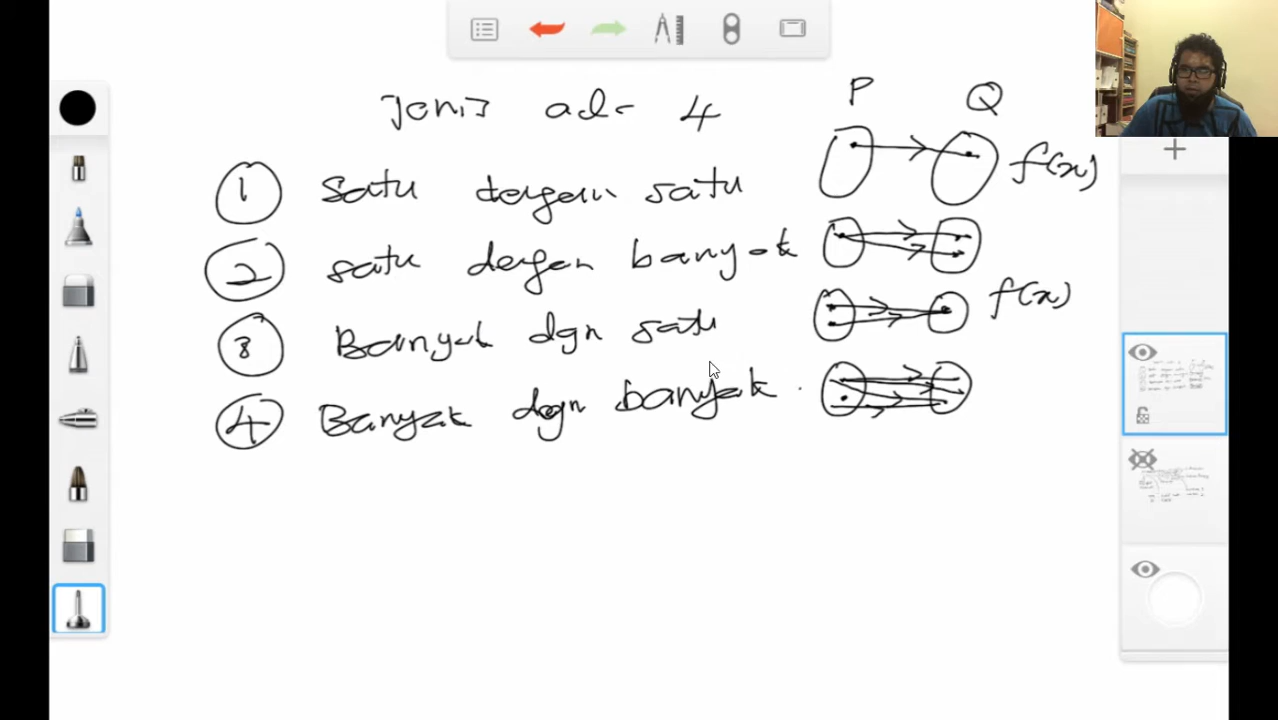 jenis ada 4 P Q
1 Satu dengan satu f(x)
2 satu dengan banyak
3 Banyak dgn satu f(x)
4 Banyak dgn banyak